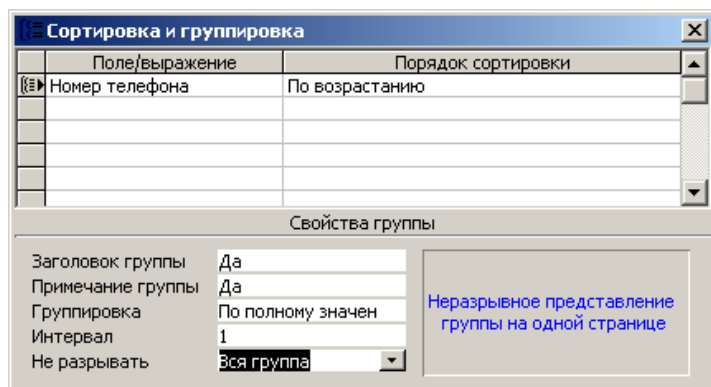 Сортировка и группировка
Поле/выражение Порядок сортировки
Номер телефона По возрастанию
Свойства группы
Заголовок группы Да
Примечание группы Да
Группировка По полному значен
Интервал 1
Не разрывать Вся группа
Неразрывное представление
группы на одной странице